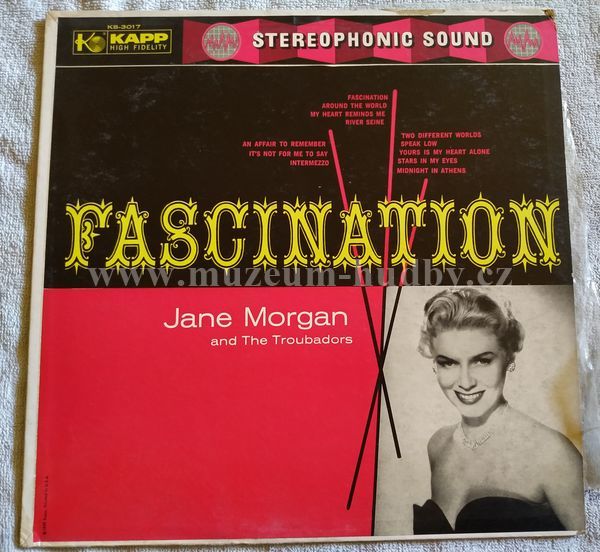 KS-3017
KAPP
HIGH FIDELITY
STEREOPHONIC SOUND
FASCINATION
AROUND THE WORLD
MY HEART REMINDS ME
RIVER SEINE
AN AFFAIR TO REMEMBER
IT'S NOT FOR ME TO SAY
INTERMEZZO
TWO DIFFERENT WORLDS
SPEAK LOW
YOURS IS MY HEART ALONE
STARS IN MY EYES
MIDNIGHT IN ATHENS
FASCINATION
www.muzeum-hudby.cz
Jane Morgan
and The Troubadors